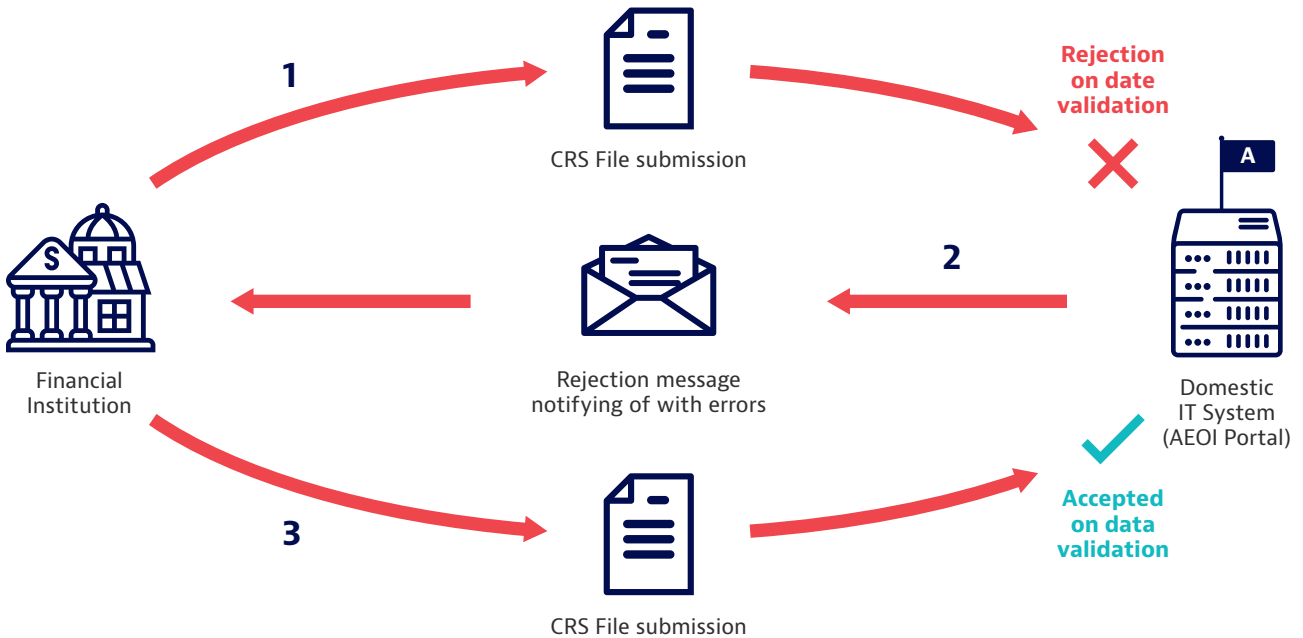 1
CRS File submission
Rejection
on date
validation
A
S
Financial
Institution
Rejection message
notifying of with errors
2
Domestic
IT System
(AEOI Portal)
3
CRS File submission
Accepted
on data
validation